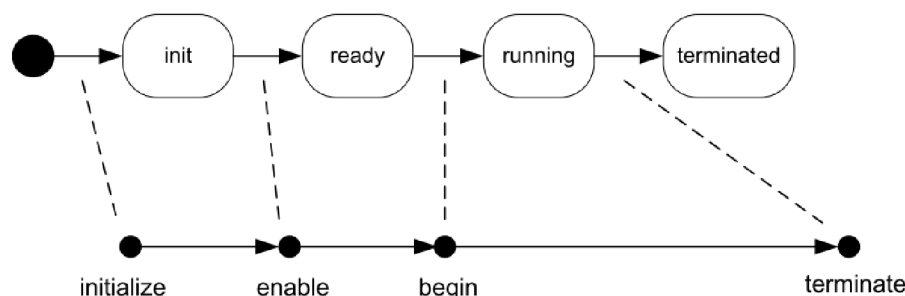 init
ready
running
terminated
initialize
enable
begin
terminate